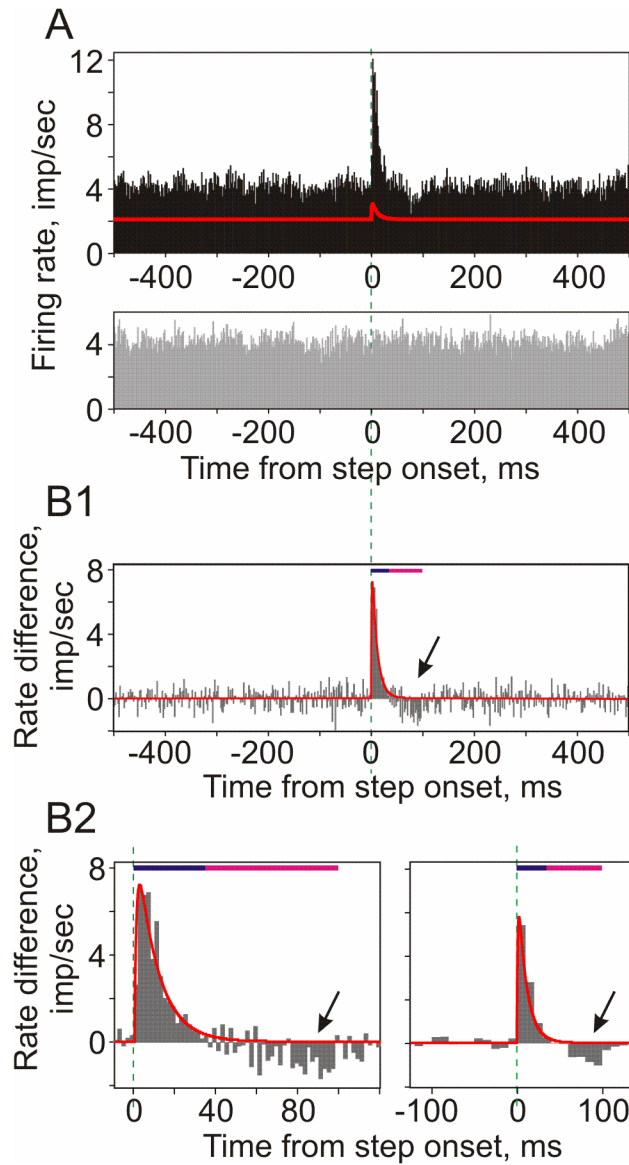 A
Firing rate, imp/sec
12
8
4
0
-400 -200 0 200 400
4
0
-400 -200 0 200 400
Time from step onset, ms
B1
Rate difference,
imp/sec
8
4
0
-400 -200 0 200 400
Time from step onset, ms
B2
Rate difference,
imp/sec
8
4
0
0 40 80
-100 0 100
Time from step onset, ms